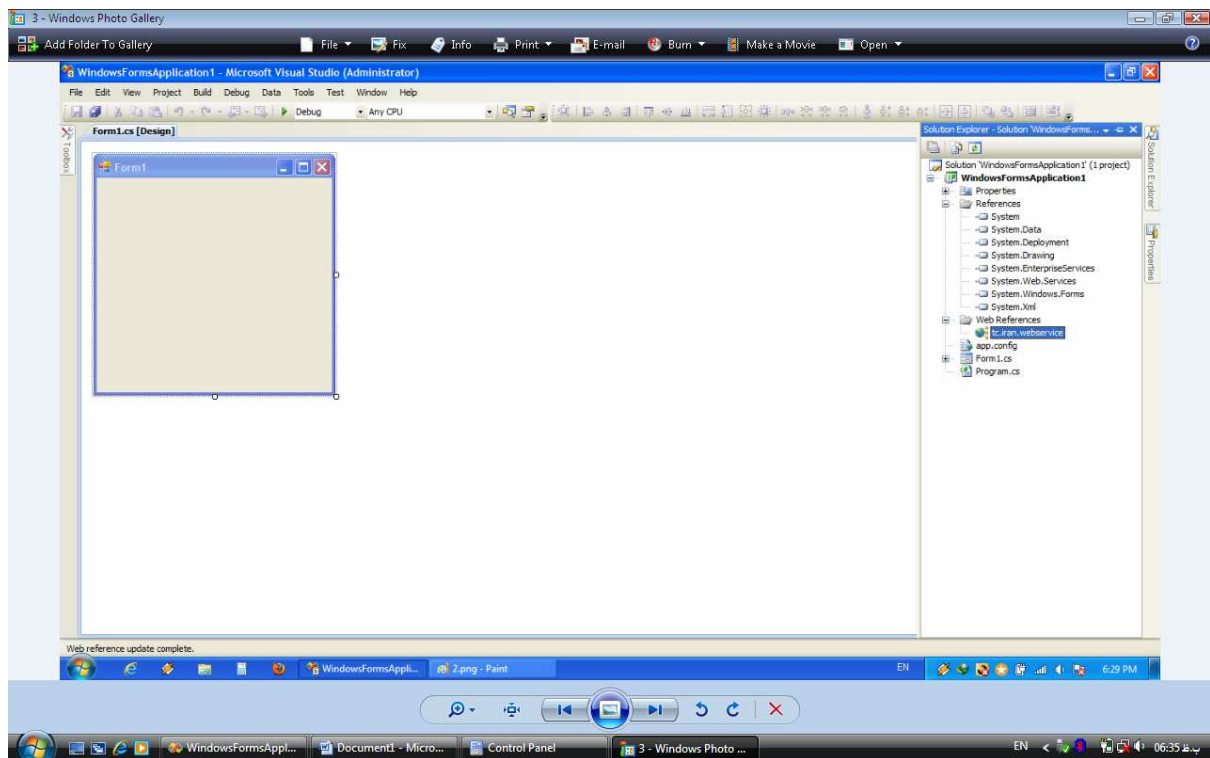 3 - Windows Photo Gallery
Add Folder To Gallery File Fix Info Print E-mail Burn Make a Movie Open
WindowsFormsApplication1 - Microsoft Visual Studio (Administrator)
File Edit View Project Build Debug Data Tools Test Window Help
Debug Any CPU
Form1.cs [Design]
Toolbox
Form1
Solution Explorer - Solution 'WindowsForms...
Solution 'WindowsFormsApplication1' (1 project)
WindowsFormsApplication1
Properties
References
System
System.Data
System.Deployment
System.Drawing
System.EnterpriseServices
System.Web.Services
System.Windows.Forms
System.Xml
Web References
tc.iran.webservice
app.config
Form1.cs
Program.cs
Solution Explorer
Properties
Web reference update complete.
WindowsFormsAppli... 2.png - Paint EN 6:29 PM
WindowsFormsAppl... Document1 - Micro... Control Panel 3 - Windows Photo ... EN 06:35 ب.ظ